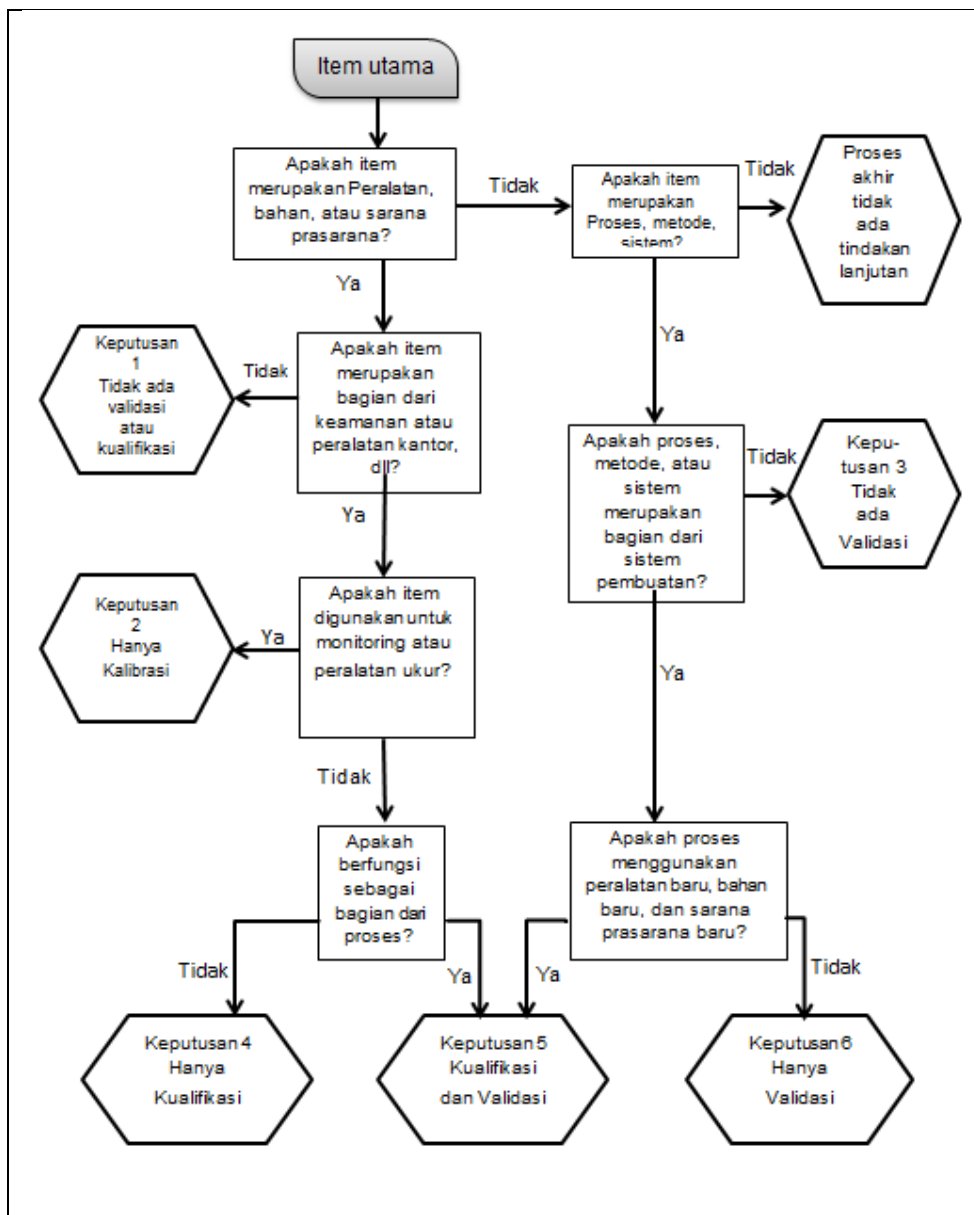 Item utama
Apakah item
merupakan Peralatan,
bahan, atau sarana
prasarana?
Tidak
Apakah item
merupakan
Proses, metode,
sistem?
Tidak
Proses
akhir
tidak
ada
tindakan
lanjutan
Ya
Ya
Keputusan
1
Tidak ada
validasi
atau
kualifikasi
Tidak
Apakah item
merupakan
bagian dari
keamanan atau
peralatan kantor,
dll?
Apakah proses,
metode, atau
sistem
merupakan
bagian dari
sistem
pembuatan?
Tidak
Kepu-
tusan 3
Tidak
ada
Validasi
Ya
Keputusan
2
Hanya
Kalibrasi
Ya
Apakah item
digunakan untuk
monitoring atau
peralatan ukur?
Ya
Tidak
Apakah
berfungsi
sebagai
bagian dari
proses?
Apakah proses
menggunakan
peralatan baru, bahan
baru, dan sarana
prasarana baru?
Tidak
Ya
Ya
Tidak
Keputusan 4
Hanya
Kualifikasi
Keputusan 5
Kualifikasi
dan Validasi
Keputusan 6
Hanya
Validasi